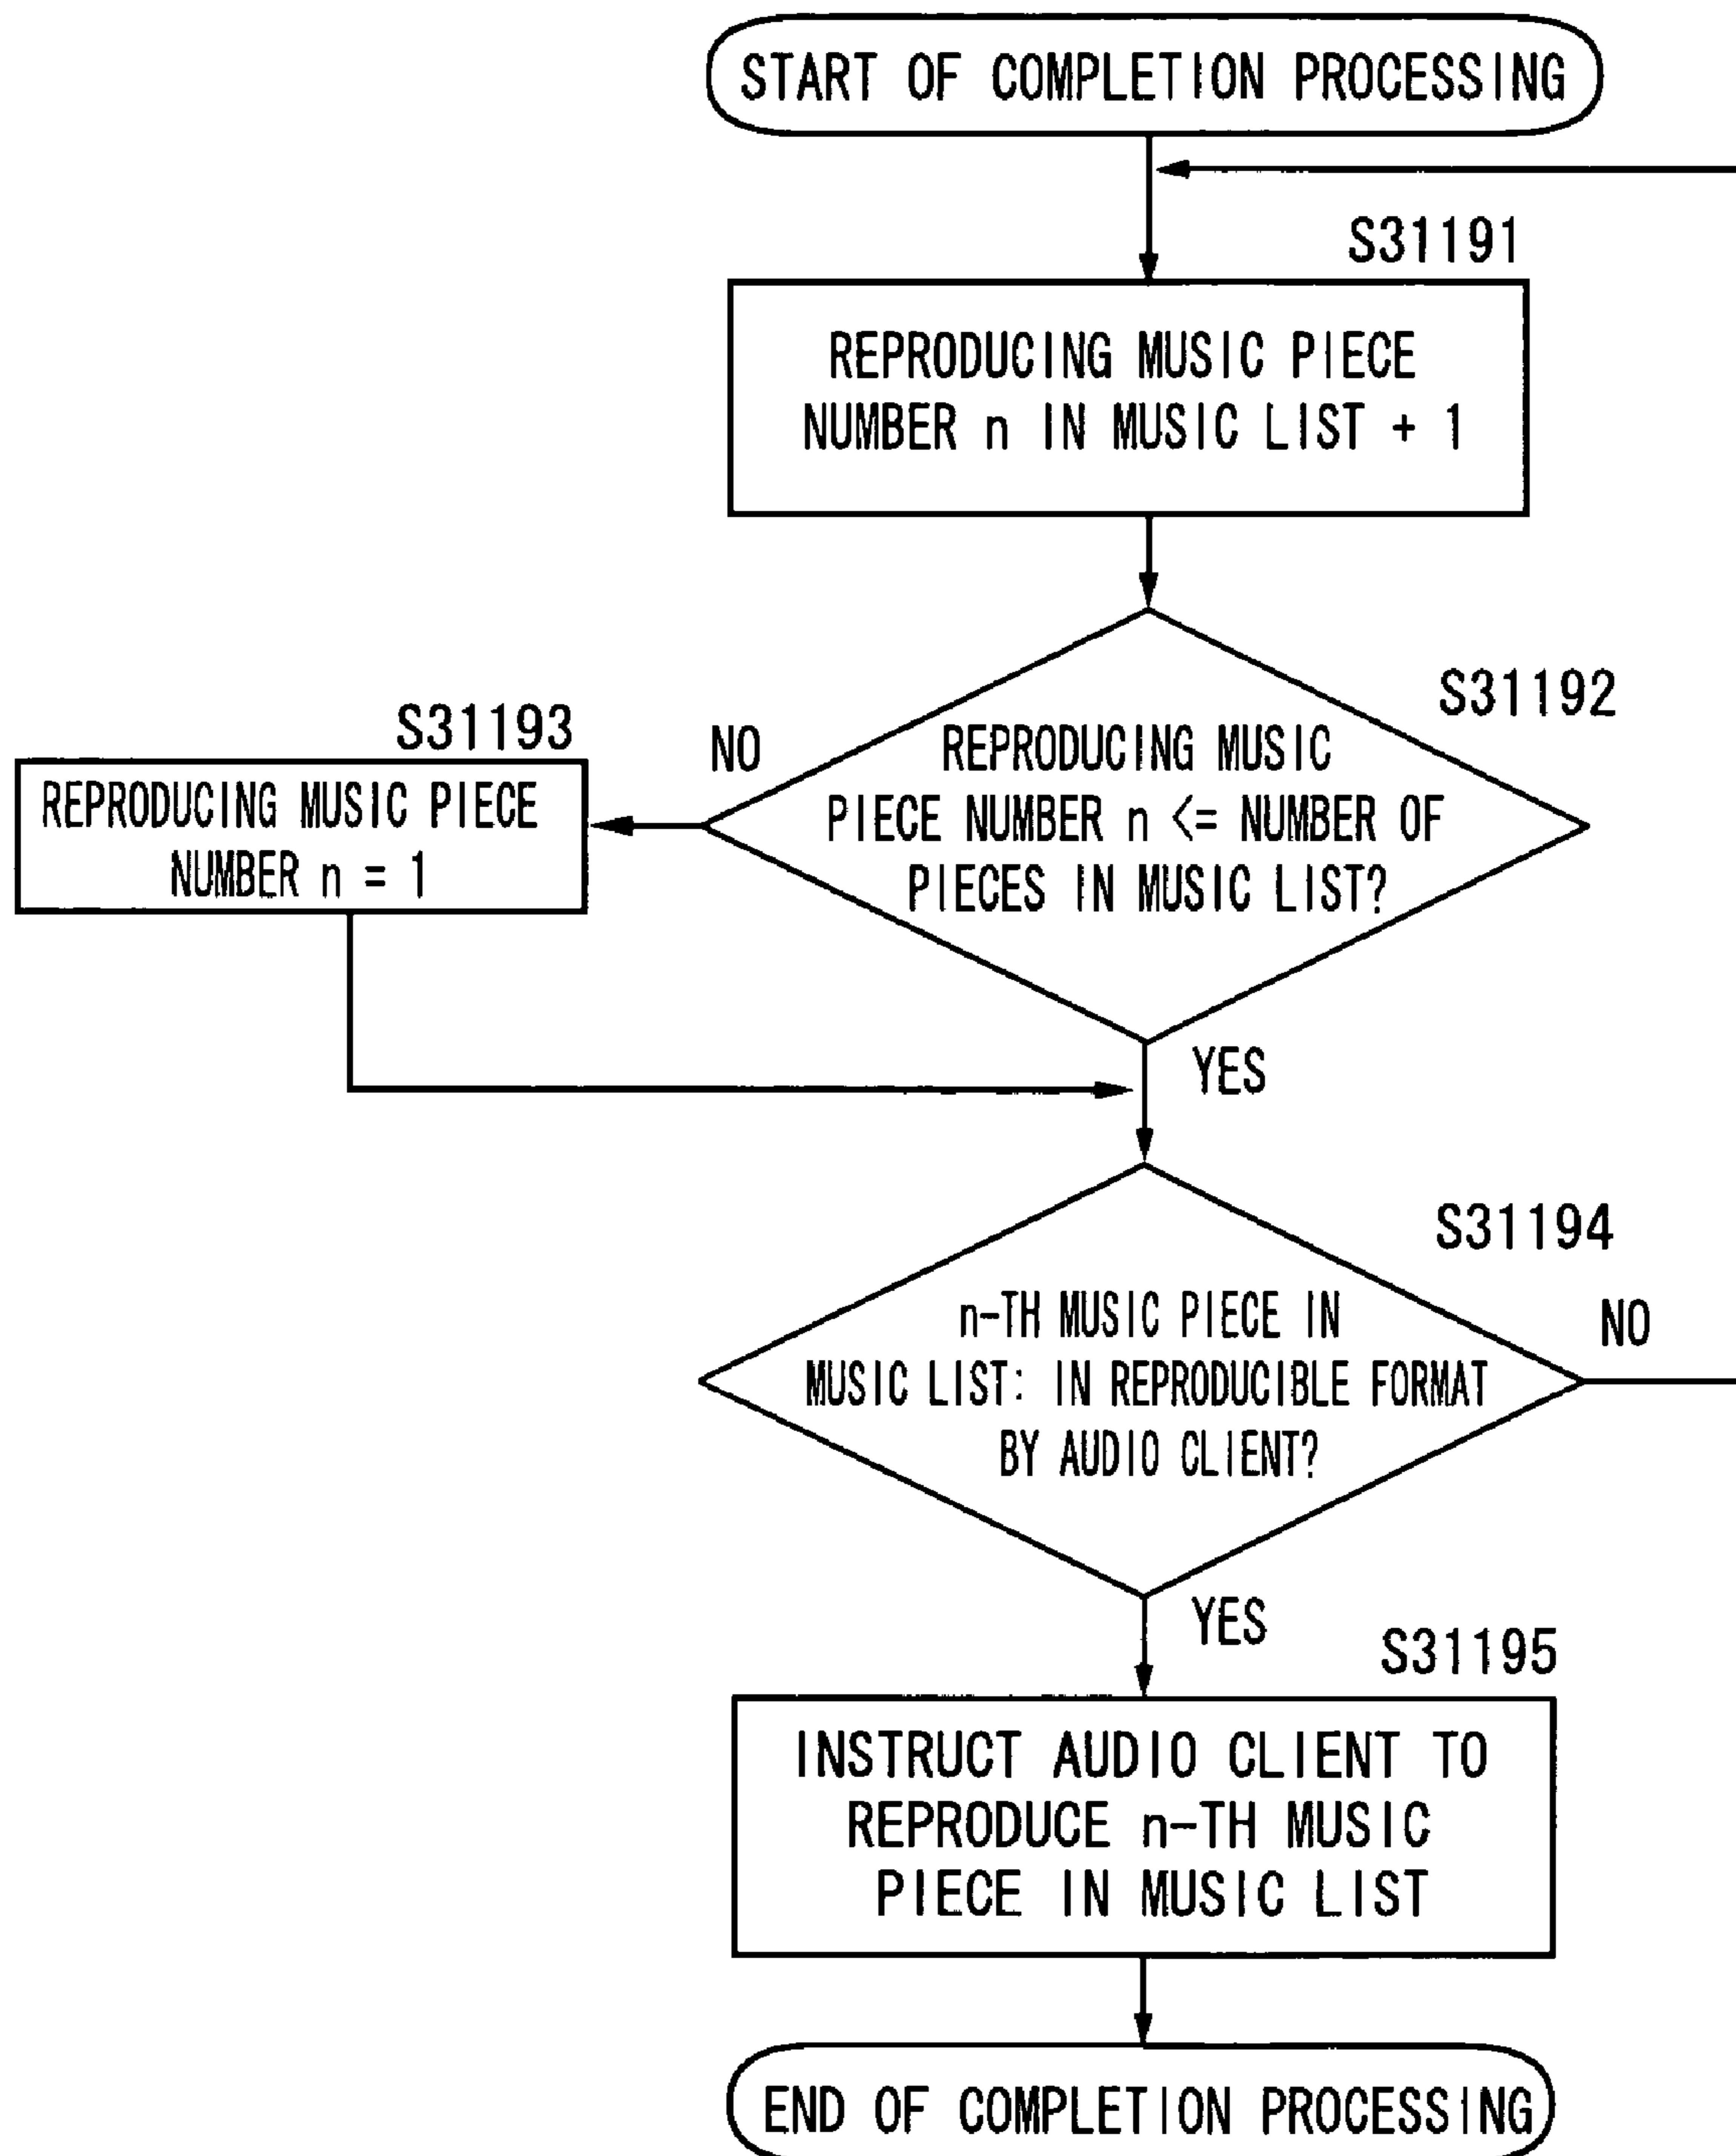 START OF COMPLETION PROCESSING
S31191
REPRODUCING MUSIC PIECE
NUMBER n IN MUSIC LIST + 1
S31192
S31193
NO
REPRODUCING MUSIC
PIECE NUMBER n <= NUMBER OF
PIECES IN MUSIC LIST?
REPRODUCING MUSIC PIECE
NUMBER n = 1
YES
S31194
NO
n-TH MUSIC PIECE IN
MUSIC LIST: IN REPRODUCIBLE FORMAT
BY AUDIO CLIENT?
YES
S31195
INSTRUCT AUDIO CLIENT TO
REPRODUCE n-TH MUSIC
PIECE IN MUSIC LIST
END OF COMPLETION PROCESSING